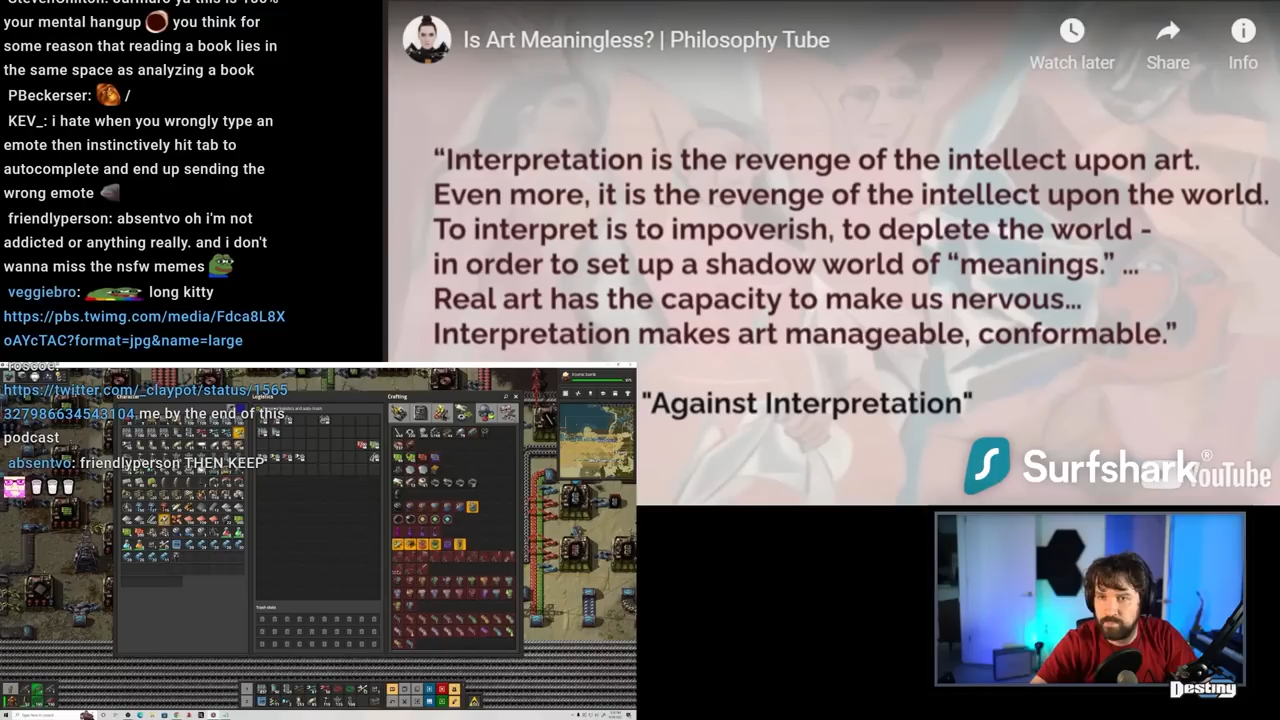 your mental hangup you think for
some reason that reading a book lies in
the same space as analyzing a book
PBeckerser: /
KEV_: i hate when you wrongly type an
emote then instinctively hit tab to
autocomplete and end up sending the
wrong emote
friendlyperson: absentvo oh i'm not
addicted or anything really. and i don't
wanna miss the nsfw memes
veggiebro: long kitty
https://pbs.twimg.com/media/Fdca8L8X
oAYcTAC?format=jpg&name=large
roscoe:
https://twitter.com/_claypot/status/1565
327986634543104 me by the end of this
podcast
absentvo: friendlyperson THEN KEEP
Is Art Meaningless? | Philosophy Tube
Watch later
Share
Info
“Interpretation is the revenge of the intellect upon art.
Even more, it is the revenge of the intellect upon the world.
To interpret is to impoverish, to deplete the world -
in order to set up a shadow world of “meanings.” ...
Real art has the capacity to make us nervous...
Interpretation makes art manageable, conformable.”
"Against Interpretation"
Surfshark®
YouTube
Logistics
Crafting
Destiny